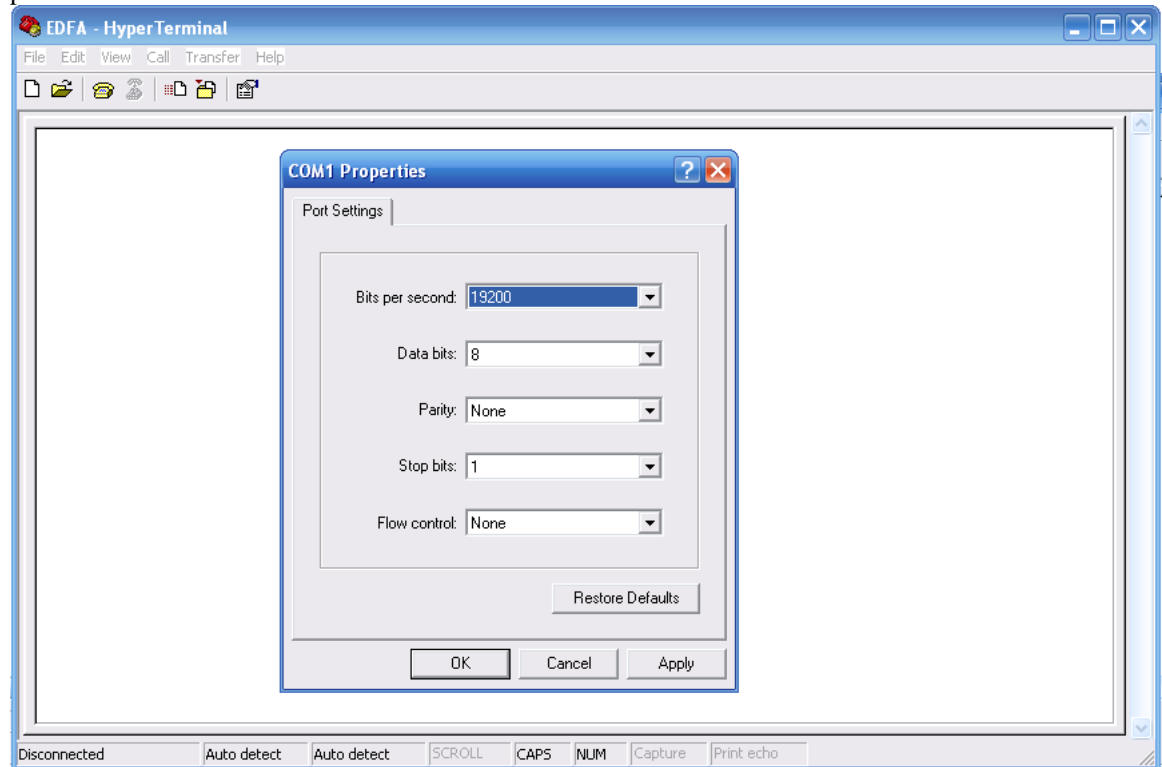 EDFA - HyperTerminal
File Edit View Call Transfer Help
COM1 Properties
Port Settings
Bits per second: 19200
Data bits: 8
Parity: None
Stop bits: 1
Flow control: None
Restore Defaults
OK Cancel Apply
Disconnected Auto detect Auto detect SCROLL CAPS NUM Capture Print echo